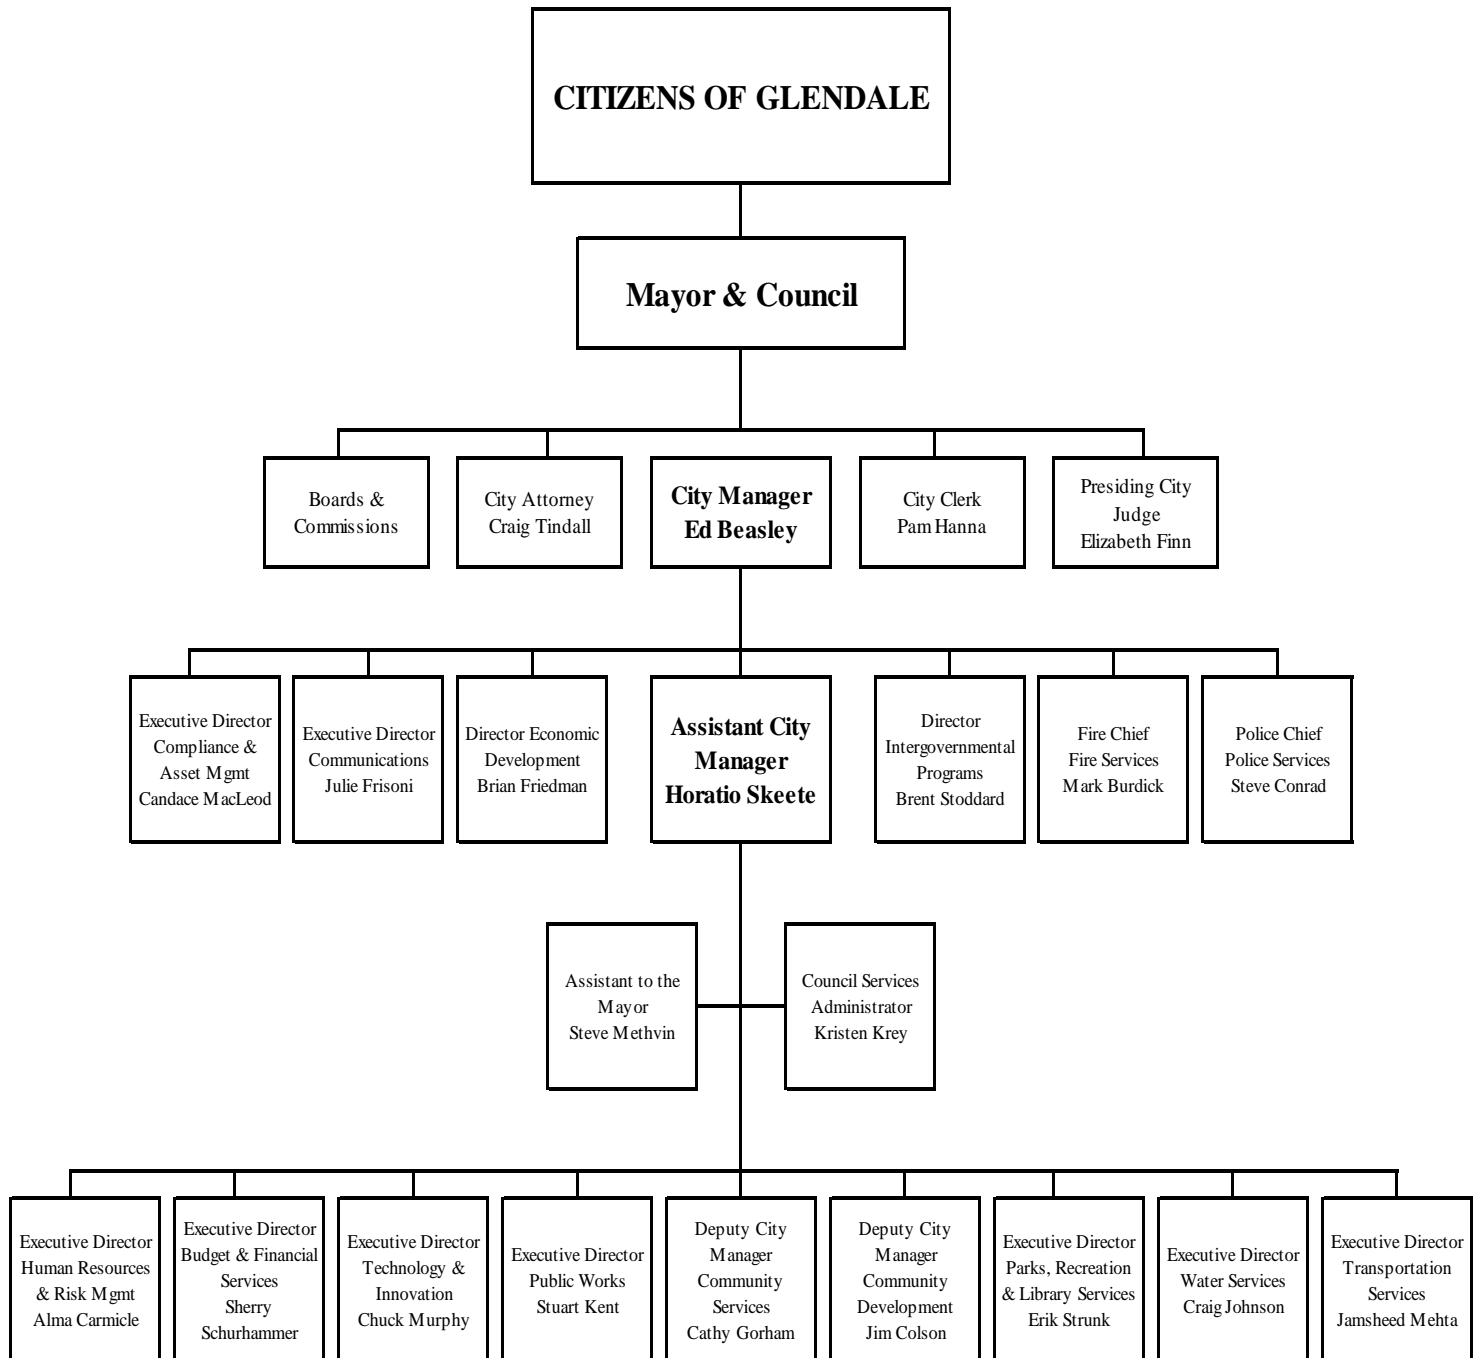 CITIZENS OF GLENDALE
Mayor & Council
Boards &
Commissions
City Attorney
Craig Tindall
City Manager
Ed Beasley
City Clerk
Pam Hanna
Presiding City
Judge
Elizabeth Finn
Executive Director
Compliance &
Asset Mgmt
Candace MacLeod
Executive Director
Communications
Julie Frisoni
Director Economic
Development
Brian Friedman
Assistant City
Manager
Horatio Skeete
Director
Intergovernmental
Programs
Brent Stoddard
Fire Chief
Fire Services
Mark Burdick
Police Chief
Police Services
Steve Conrad
Assistant to the
Mayor
Steve Methvin
Council Services
Administrator
Kristen Krey
Executive Director
Human Resources
& Risk Mgmt
Alma Carmicle
Executive Director
Budget & Financial
Services
Sherry
Schurhammer
Executive Director
Technology &
Innovation
Chuck Murphy
Executive Director
Public Works
Stuart Kent
Deputy City
Manager
Community
Services
Cathy Gorham
Deputy City
Manager
Community
Development
Jim Colson
Executive Director
Parks, Recreation
& Library Services
Erik Strunk
Executive Director
Water Services
Craig Johnson
Executive Director
Transportation
Services
Jamsheed Mehta